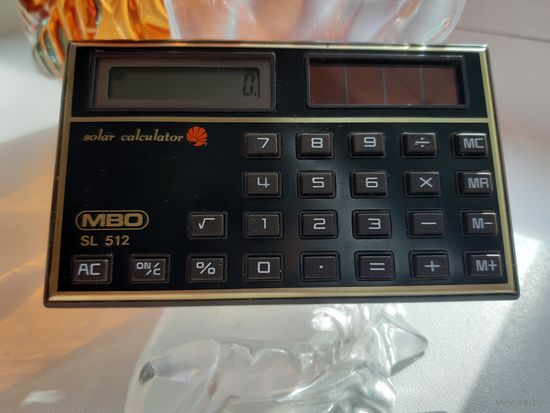 0.
solar calculator
7 8 9 ÷ MC
4 5 6 × MR
MBO
√ 1 2 3 − M−
SL 512
AC ON/C % 0 . = + M+